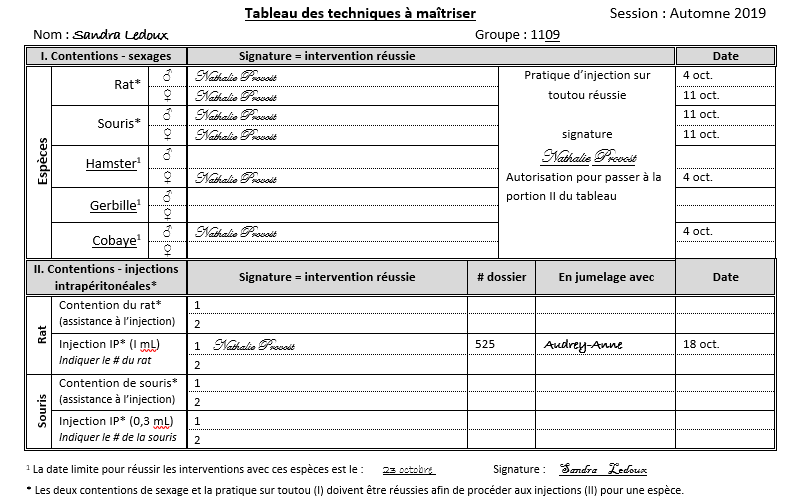 Tableau des techniques à maîtriser Session : Automne 2019
Nom : Sandra Ledoux Groupe : 1109
I. Contentions - sexages Signature = intervention réussie Date
Espèces
Rat* ♂ Nathalie Provost 4 oct.
♀ Nathalie Provost 11 oct.
Souris* ♂ Nathalie Provost 11 oct.
♀ Nathalie Provost 11 oct.
Hamster¹ ♂
♀ Nathalie Provost 4 oct.
Gerbille¹ ♂
♀
Cobaye¹ ♂ Nathalie Provost 4 oct.
♀
Pratique d'injection sur
toutou réussie
signature
Nathalie Provost
Autorisation pour passer à la
portion II du tableau
II. Contentions - injections
intrapéritonéales* Signature = intervention réussie # dossier En jumelage avec Date
Rat
Contention du rat* 1
(assistance à l'injection) 2
Injection IP* (I mL) 1 Nathalie Provost 525 Audrey-Anne 18 oct.
Indiquer le # du rat 2
Souris
Contention de souris* 1
(assistance à l'injection) 2
Injection IP* (0,3 mL) 1
Indiquer le # de la souris 2
¹ La date limite pour réussir les interventions avec ces espèces est le : 23 octobre Signature : Sandra Ledoux
* Les deux contentions de sexage et la pratique sur toutou (I) doivent être réussies afin de procéder aux injections (II) pour une espèce.